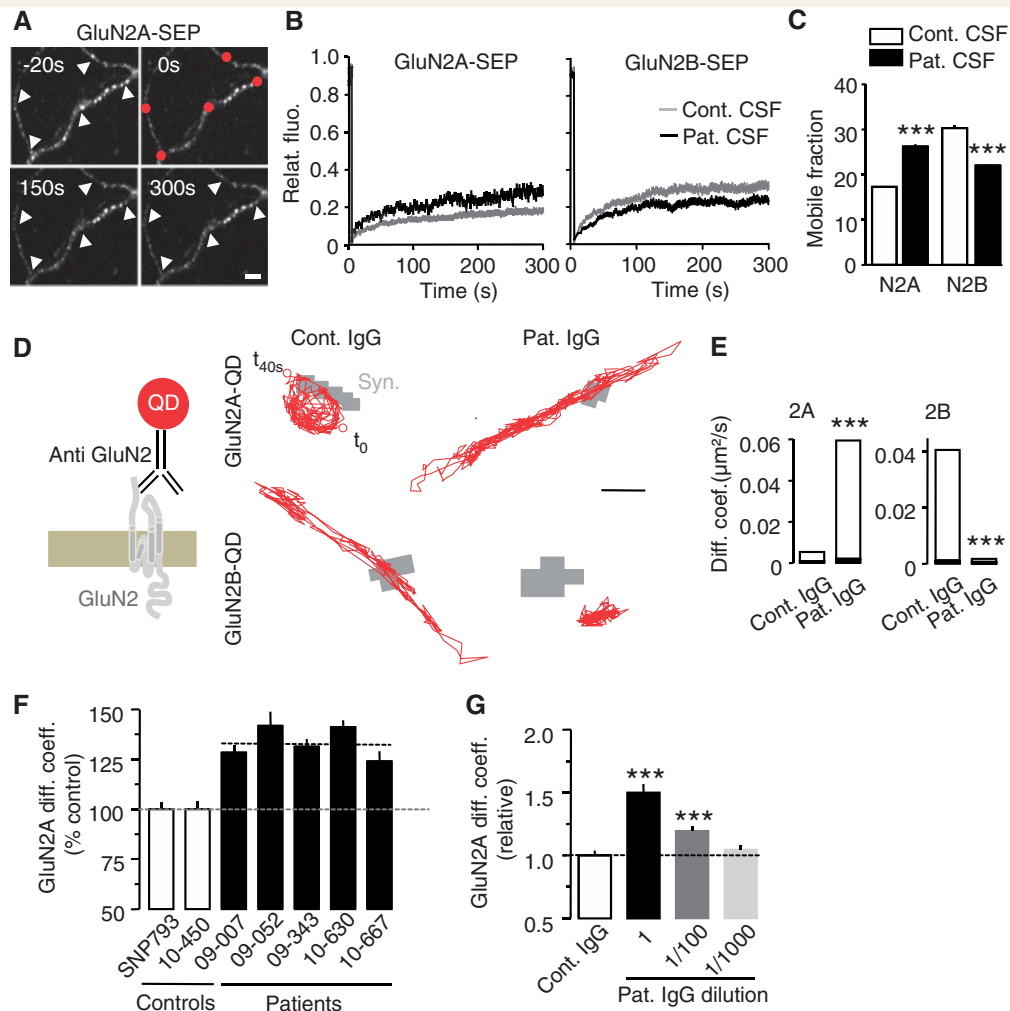 A
GluN2A-SEP
-20s
0s
150s
300s
B
GluN2A-SEP
GluN2B-SEP
Cont. CSF
Pat. CSF
Relat. fluo.
1.0
0.8
0.6
0.4
0.2
0
0
100
200
300
Time (s)
0
100
200
300
Time (s)
C
Cont. CSF
Pat. CSF
Mobile fraction
40
30
20
10
0
***
***
N2A
N2B
D
QD
Anti GluN2
GluN2
Cont. IgG
Pat. IgG
GluN2A-QD
GluN2B-QD
t40s
Syn.
t0
E
2A
2B
Diff. coef.(μm²/s)
0.06
0.04
0.02
0
***
0.04
0.02
0
***
Cont. IgG
Pat. IgG
Cont. IgG
Pat. IgG
F
GluN2A diff. coeff.
(% control)
150
125
100
75
50
SNP793
10-450
09-007
09-052
09-343
10-630
10-667
Controls
Patients
G
GluN2A diff. coeff.
(relative)
2.0
1.5
1.0
0.5
***
***
Cont. IgG
1
1/100
1/1000
Pat. IgG dilution